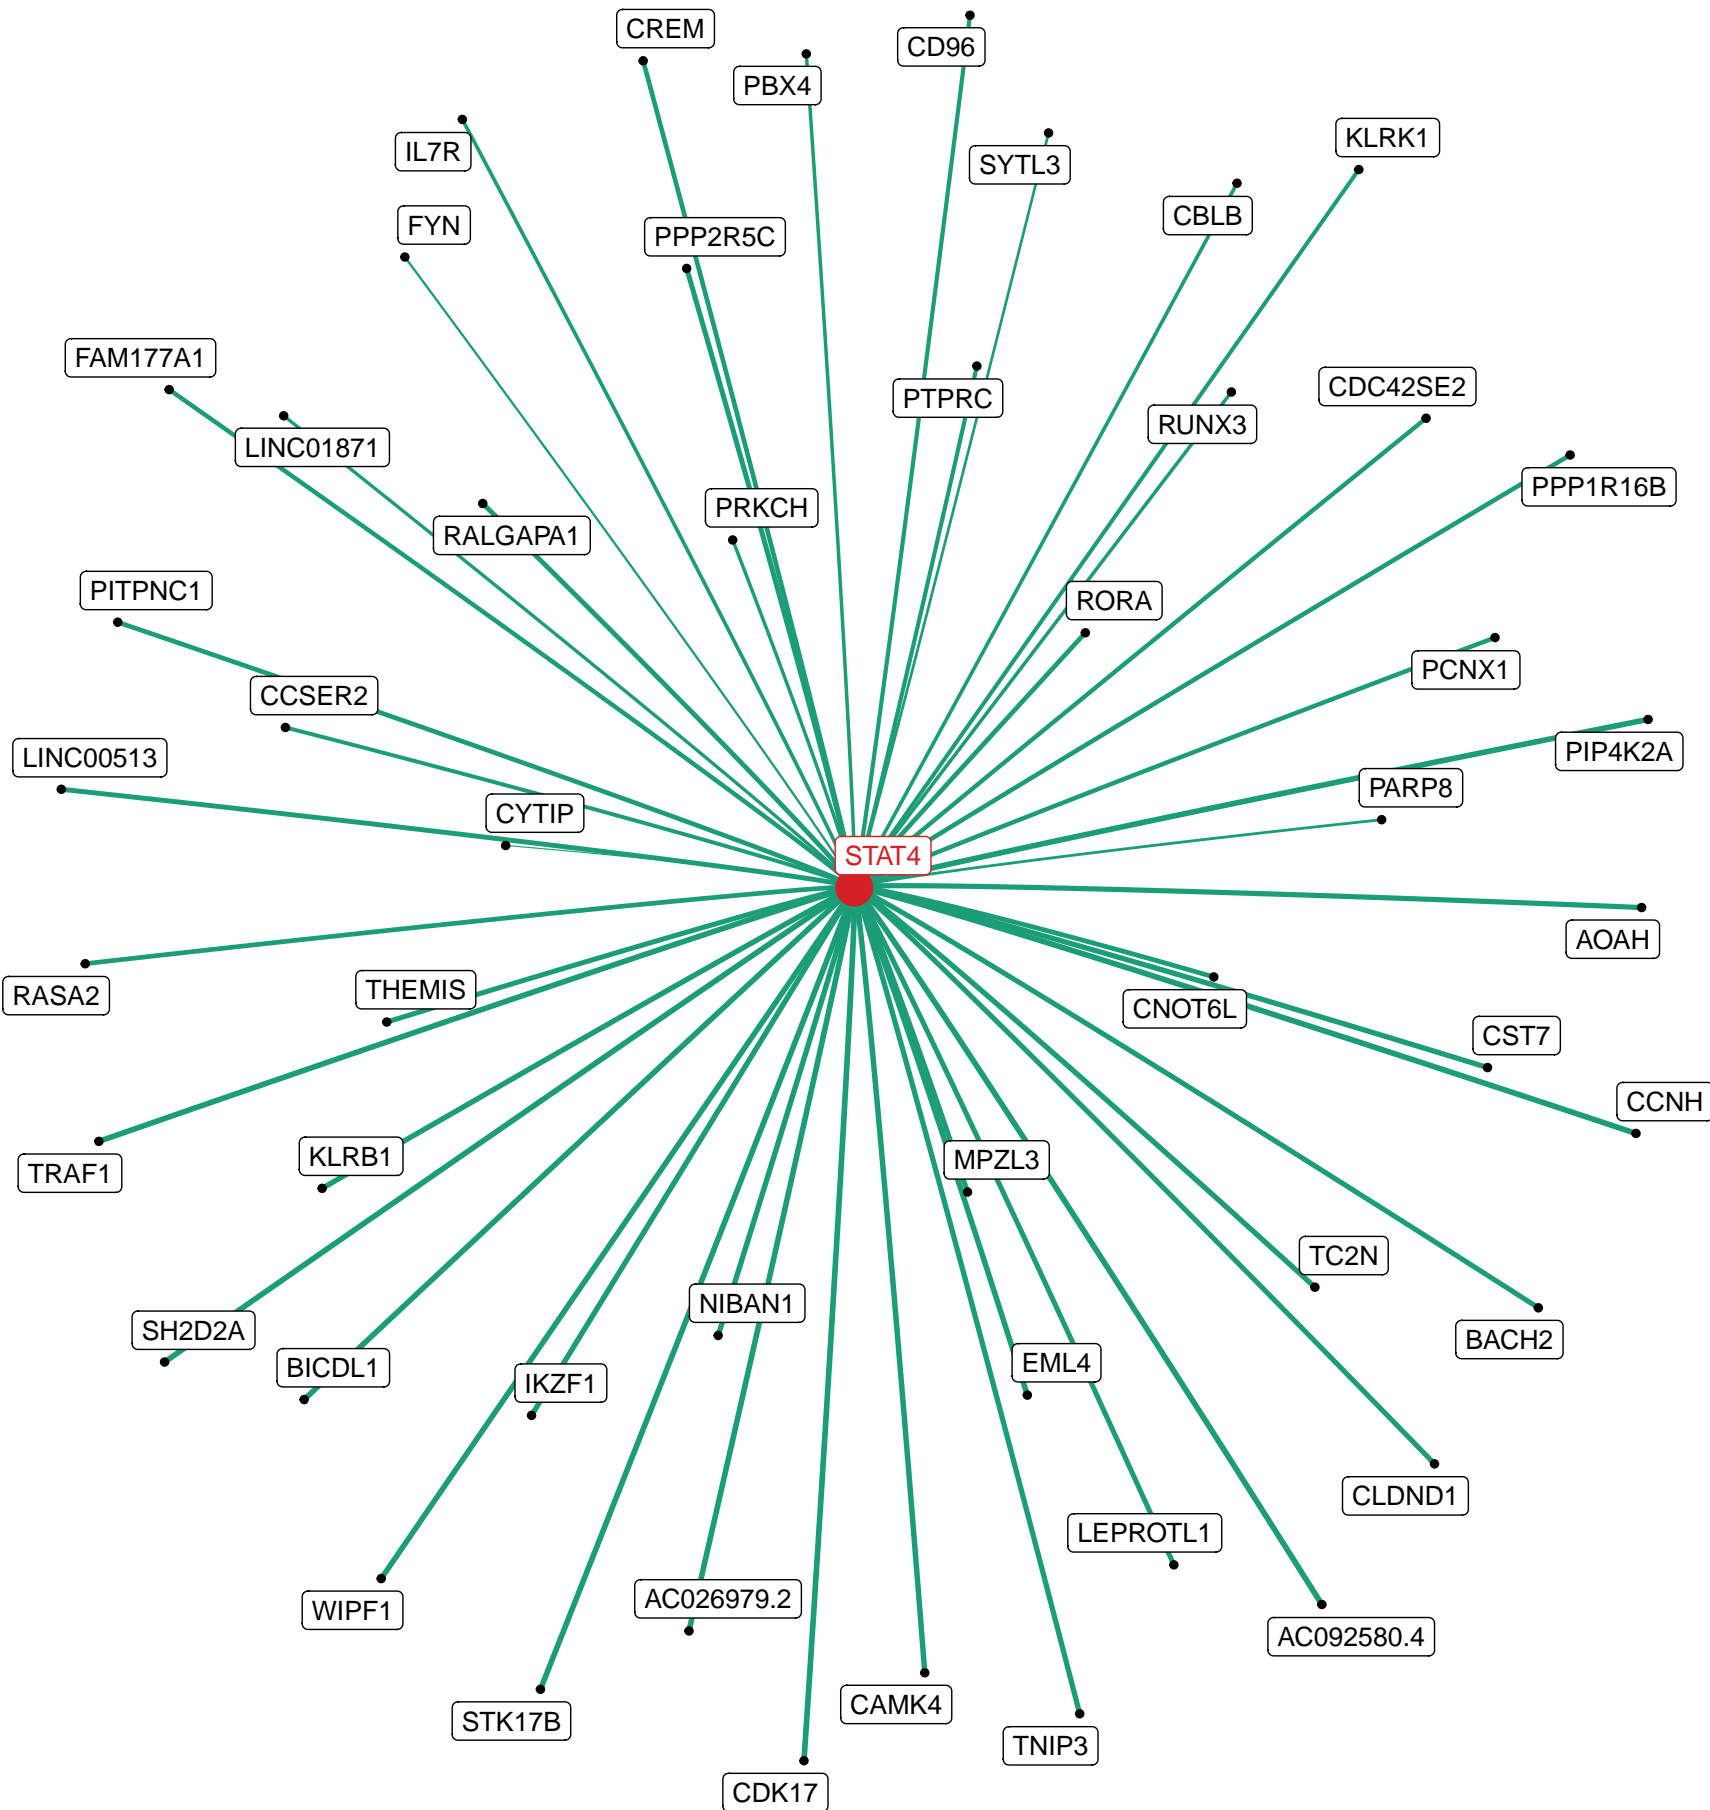 CREM
CD96
PBX4
KLRK1
IL7R
SYTL3
CBLB
FYN
PPP2R5C
FAM177A1
CDC42SE2
PTPRC
RUNX3
LINC01871
PPP1R16B
PRKCH
RALGAPA1
PITPNC1
RORA
PCNX1
CCSER2
PIP4K2A
LINC00513
PARP8
CYTIP
STAT4
AOAH
THEMIS
RASA2
CNOT6L
CST7
CCNH
KLRB1
MPZL3
TRAF1
TC2N
NIBAN1
SH2D2A
BACH2
EML4
BICDL1
IKZF1
CLDND1
LEPROTL1
AC026979.2
WIPF1
AC092580.4
CAMK4
STK17B
TNIP3
CDK17